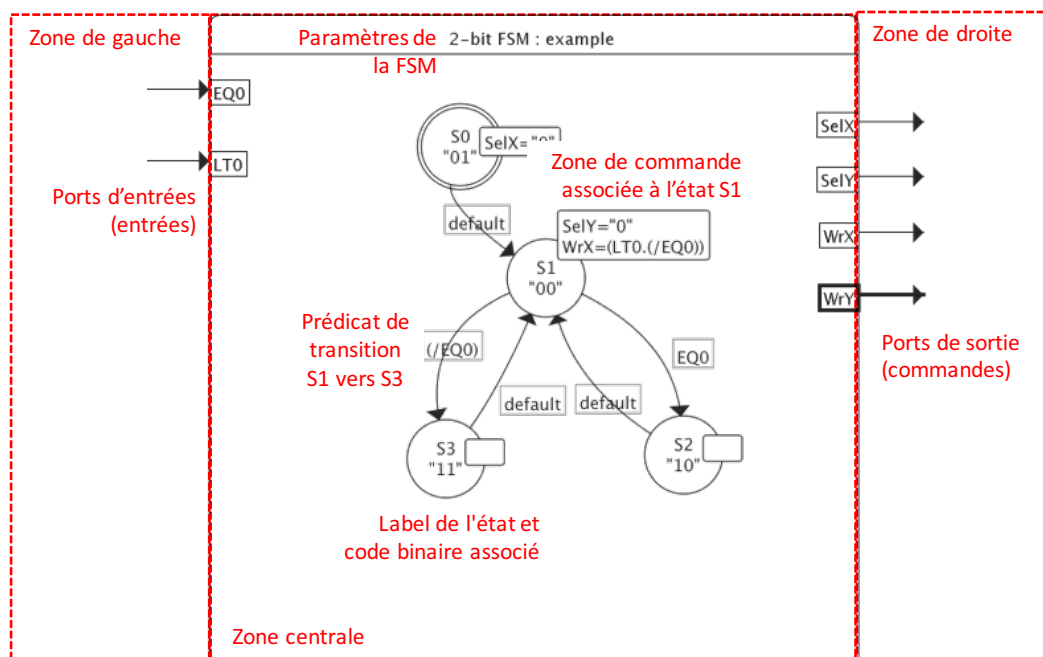 Zone de gauche
Paramètres de
la FSM
2-bit FSM : example
Zone de droite
EQ0
LT0
Ports d'entrées
(entrées)
S0
"01"
SelX="0"
Zone de commande
associée à l'état S1
default
SelY="0"
WrX=(LT0.(/EQ0))
S1
"00"
SelX
SelY
WrX
WrY
Prédicat de
transition
S1 vers S3
(/EQ0)
EQ0
default
default
Ports de sortie
(commandes)
S3
"11"
S2
"10"
Label de l'état et
code binaire associé
Zone centrale